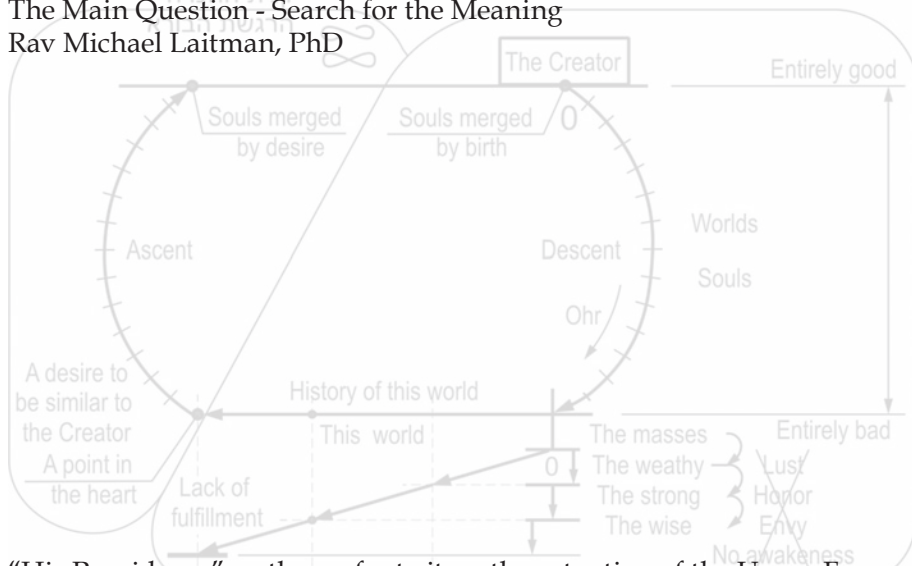 The Main Question - Search for the Meaning
הרגשת הבורא
Rav Michael Laitman, PhD
The Creator
Entirely good
Souls merged
by desire
Souls merged
by birth
0
Worlds
Ascent
Descent
Souls
Ohr
A desire to
be similar to
the Creator
History of this world
This world
A point in
the heart
Lack of
fulfillment
0
The masses
The weathy
The strong
The wise
Entirely bad
Lust
Honor
Envy
No awakeness